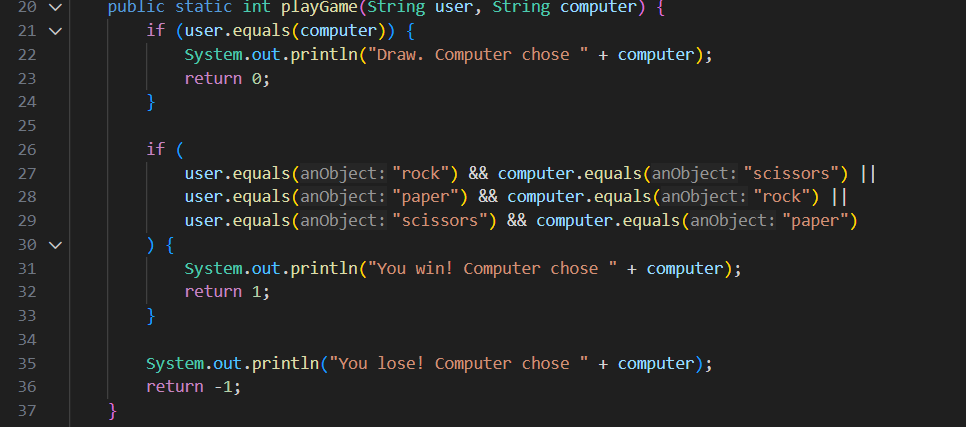 20 public static int playGame(String user, String computer) {
21 if (user.equals(computer)) {
22 System.out.println("Draw. Computer chose " + computer);
23 return 0;
24 }
25
26 if (
27 user.equals(anObject: "rock") && computer.equals(anObject: "scissors") ||
28 user.equals(anObject: "paper") && computer.equals(anObject: "rock") ||
29 user.equals(anObject: "scissors") && computer.equals(anObject: "paper")
30 ) {
31 System.out.println("You win! Computer chose " + computer);
32 return 1;
33 }
34
35 System.out.println("You lose! Computer chose " + computer);
36 return -1;
37 }